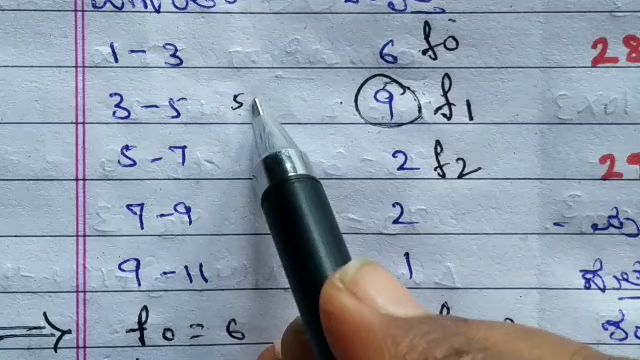 1 - 3 6 f0 28
3 - 5 5 9 f1
5 - 7 2 f2
7 - 9 2
9 - 11 1
f0 = 6